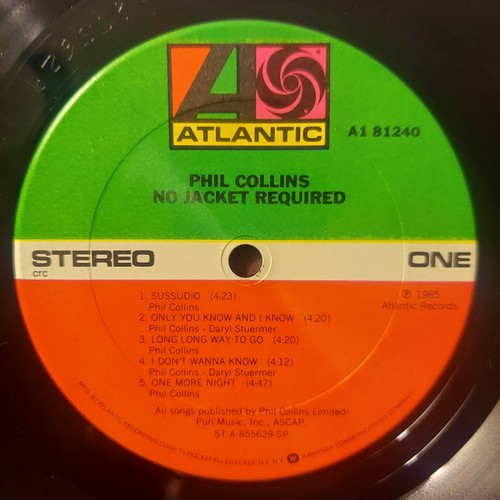 ATLANTIC
A1 81240
PHIL COLLINS
NO JACKET REQUIRED
STEREO
crc
ONE
℗ 1985
Atlantic Records
1. SUSSUDIO (4:23)
Phil Collins
2. ONLY YOU KNOW AND I KNOW (4:20)
Phil Collins - Daryl Stuermer
3. LONG LONG WAY TO GO (4:20)
Phil Collins
4. I DON'T WANNA KNOW (4:12)
Phil Collins - Daryl Stuermer
5. ONE MORE NIGHT (4:47)
Phil Collins
All songs published by Phil Collins Limited/
Pun Music, Inc., ASCAP.
ST-A-855629-SP
MFG. BY ATLANTIC RECORDING CORP., 75 ROCKEFELLER PLAZA, N.Y. N.Y. A WARNER COMMUNICATIONS COMPANY